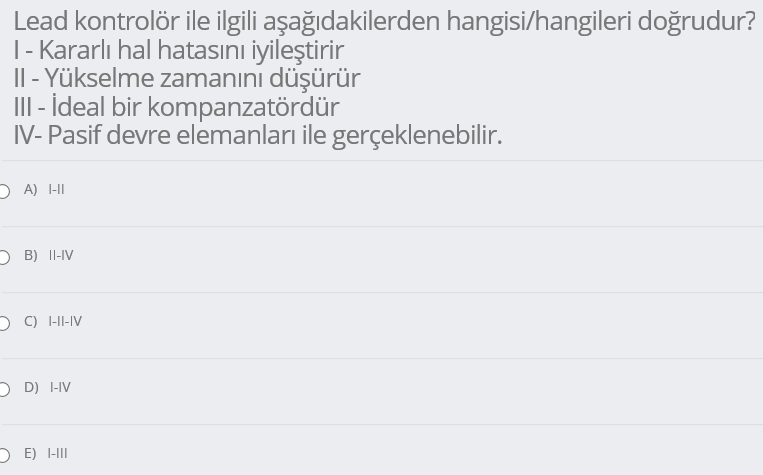 Lead kontrolör ile ilgili aşağıdakilerden hangisi/hangileri doğrudur?
I - Kararlı hal hatasını iyileştirir
II - Yükselme zamanını düşürür
III - İdeal bir kompanzatördür
IV- Pasif devre elemanları ile gerçeklenebilir.
A) I-II
B) II-IV
C) I-II-IV
D) I-IV
E) I-III